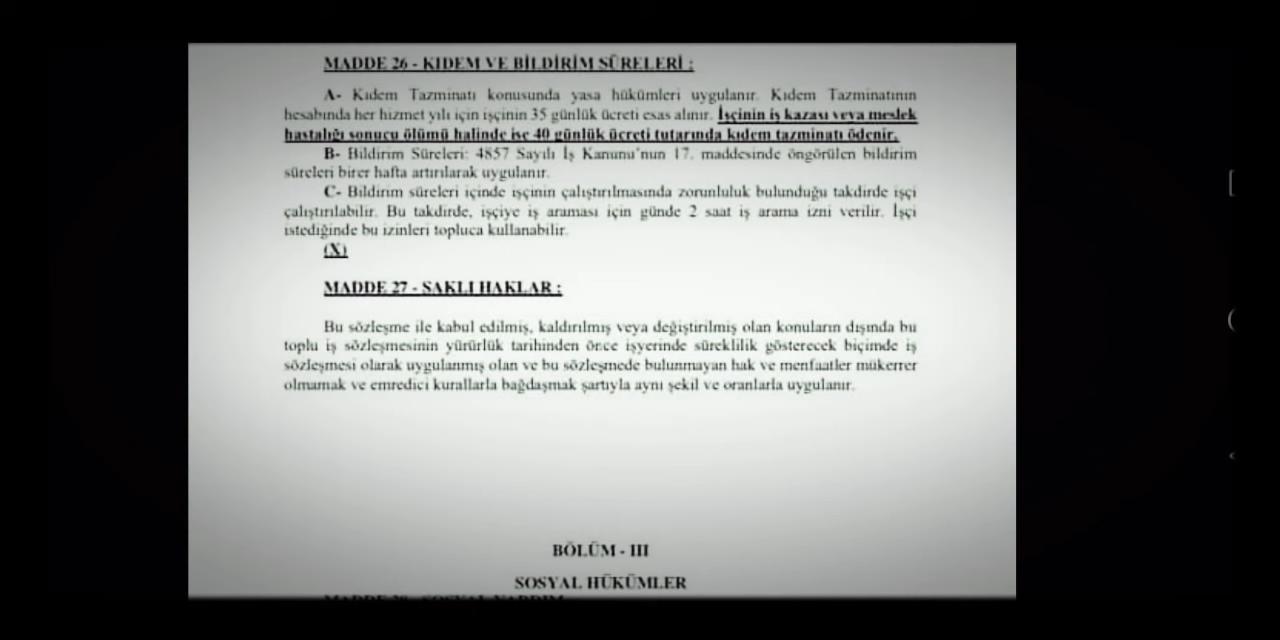 MADDE 26 - KIDEM VE BİLDİRİM SÜRELERİ :
A- Kıdem Tazminatı konusunda yasa hükümleri uygulanır. Kıdem Tazminatının
hesabında her hizmet yılı için işçinin 35 günlük ücreti esas alınır. İşçinin iş kazası veya meslek
hastalığı sonucu ölümü halinde ise 40 günlük ücreti tutarında kıdem tazminatı ödenir.
B- Bildirim Süreleri: 4857 Sayılı İş Kanunu'nun 17. maddesinde öngörülen bildirim
süreleri birer hafta artırılarak uygulanır.
C- Bildirim süreleri içinde işçinin çalıştırılmasında zorunluluk bulunduğu takdirde işçi
çalıştırılabilir. Bu takdirde, işçiye iş araması için günde 2 saat iş arama izni verilir. İşçi
istediğinde bu izinleri topluca kullanabilir.
(X)
MADDE 27 - SAKLI HAKLAR :
Bu sözleşme ile kabul edilmiş, kaldırılmış veya değiştirilmiş olan konuların dışında bu
toplu iş sözleşmesinin yürürlük tarihinden önce işyerinde süreklilik gösterecek biçimde iş
sözleşmesi olarak uygulanmış olan ve bu sözleşmede bulunmayan hak ve menfaatler mükerrer
olmamak ve emredici kurallarla bağdaşmak şartıyla aynı şekil ve oranlarla uygulanır.
BÖLÜM - III
SOSYAL HÜKÜMLER